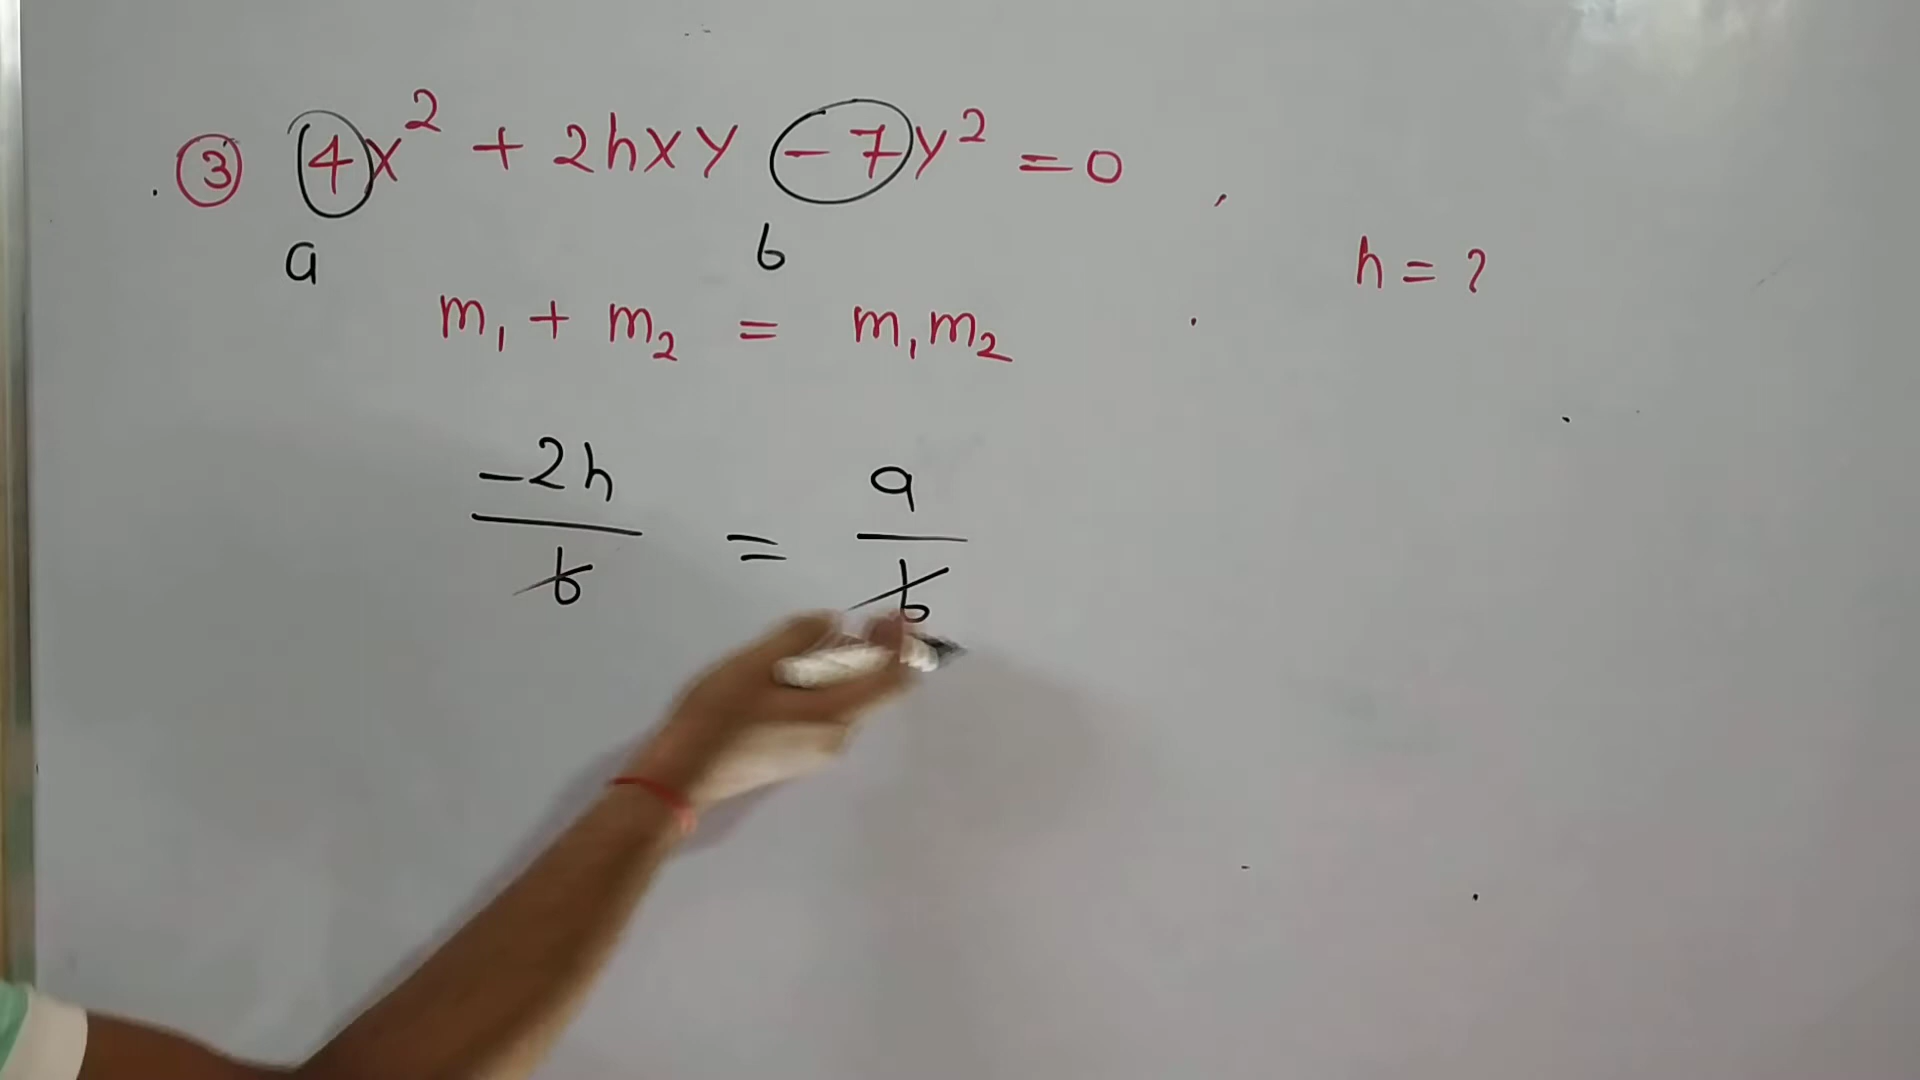 ③ 4x² + 2hxy -7y² = 0 ,
a b
h = ?
m₁ + m₂ = m₁m₂
-2h/b = a/b